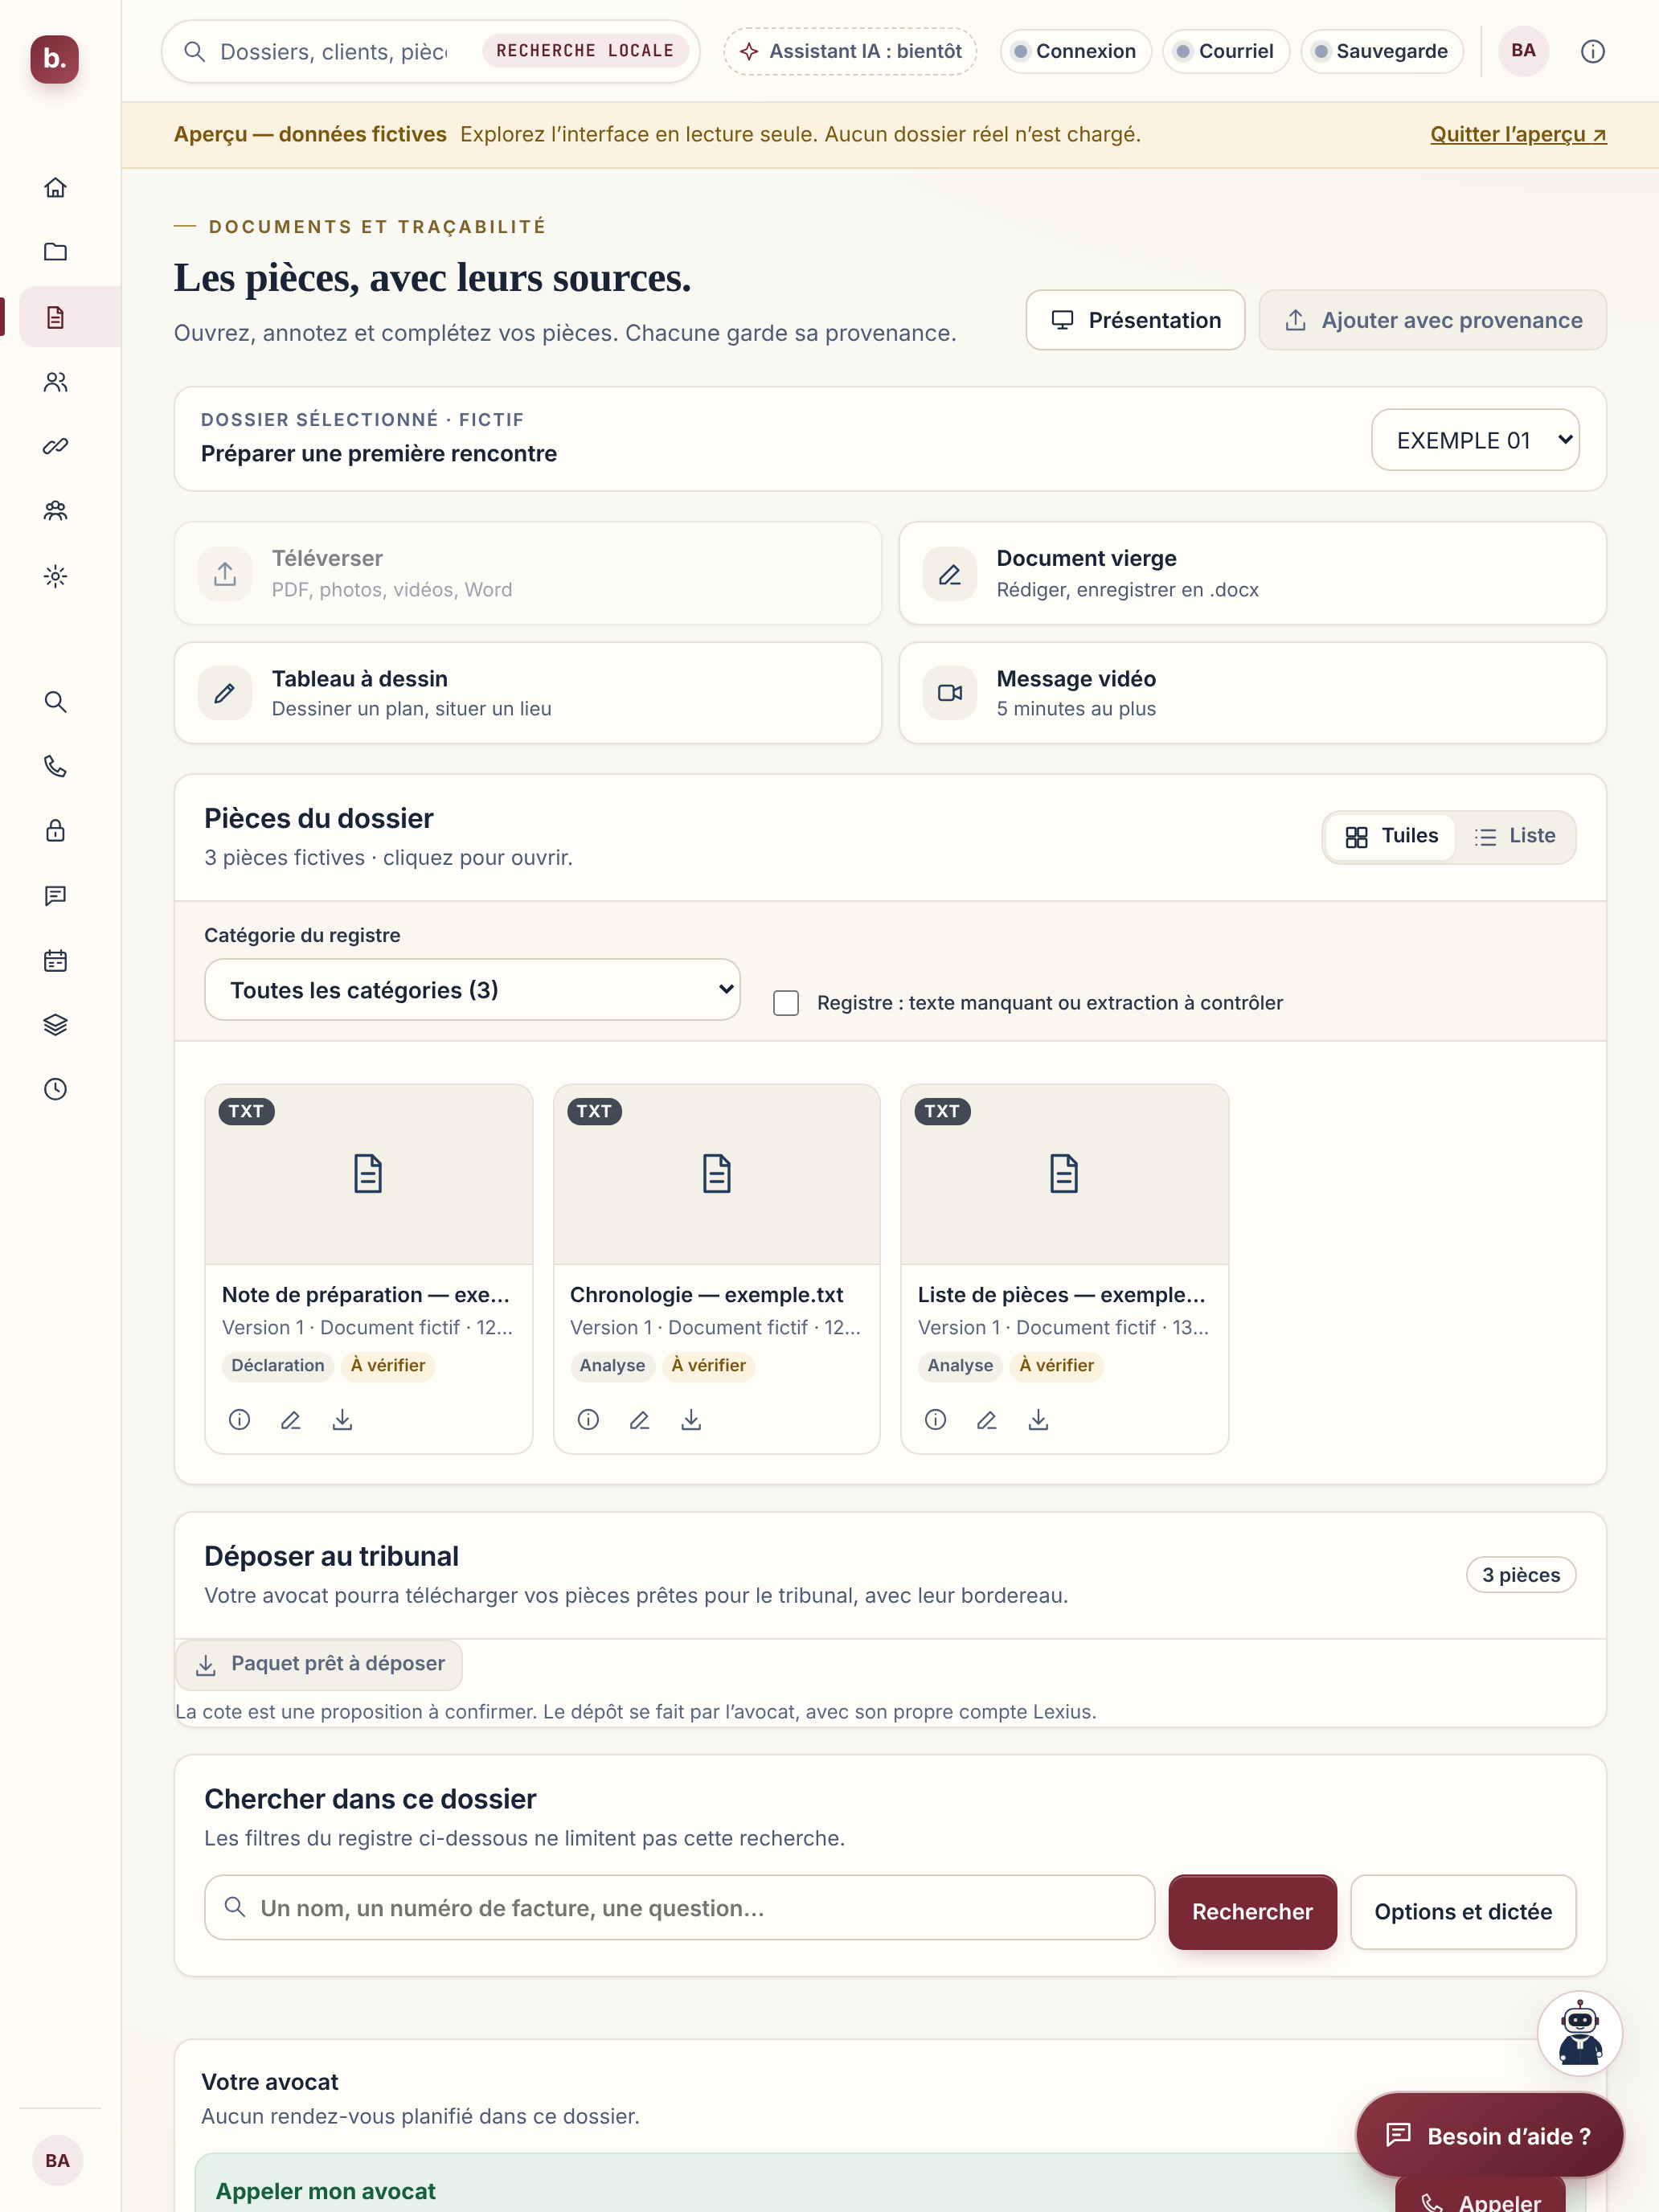 b.
Dossiers, clients, pièc
RECHERCHE LOCALE
Assistant IA : bientôt
Connexion
Courriel
Sauvegarde
BA
Aperçu — données fictives Explorez l’interface en lecture seule. Aucun dossier réel n’est chargé.
Quitter l’aperçu ↗
— DOCUMENTS ET TRAÇABILITÉ
Les pièces, avec leurs sources.
Ouvrez, annotez et complétez vos pièces. Chacune garde sa provenance.
Présentation
Ajouter avec provenance
DOSSIER SÉLECTIONNÉ · FICTIF
Préparer une première rencontre
EXEMPLE 01
Téléverser
PDF, photos, vidéos, Word
Document vierge
Rédiger, enregistrer en .docx
Tableau à dessin
Dessiner un plan, situer un lieu
Message vidéo
5 minutes au plus
Pièces du dossier
3 pièces fictives · cliquez pour ouvrir.
Tuiles
Liste
Catégorie du registre
Toutes les catégories (3)
Registre : texte manquant ou extraction à contrôler
TXT
Note de préparation — exe...
Version 1 · Document fictif · 12...
Déclaration
À vérifier
TXT
Chronologie — exemple.txt
Version 1 · Document fictif · 12...
Analyse
À vérifier
TXT
Liste de pièces — exemple...
Version 1 · Document fictif · 13...
Analyse
À vérifier
Déposer au tribunal
Votre avocat pourra télécharger vos pièces prêtes pour le tribunal, avec leur bordereau.
3 pièces
Paquet prêt à déposer
La cote est une proposition à confirmer. Le dépôt se fait par l’avocat, avec son propre compte Lexius.
Chercher dans ce dossier
Les filtres du registre ci-dessous ne limitent pas cette recherche.
Un nom, un numéro de facture, une question...
Rechercher
Options et dictée
Votre avocat
Aucun rendez-vous planifié dans ce dossier.
Besoin d’aide ?
Appeler mon avocat
Appeler
BA